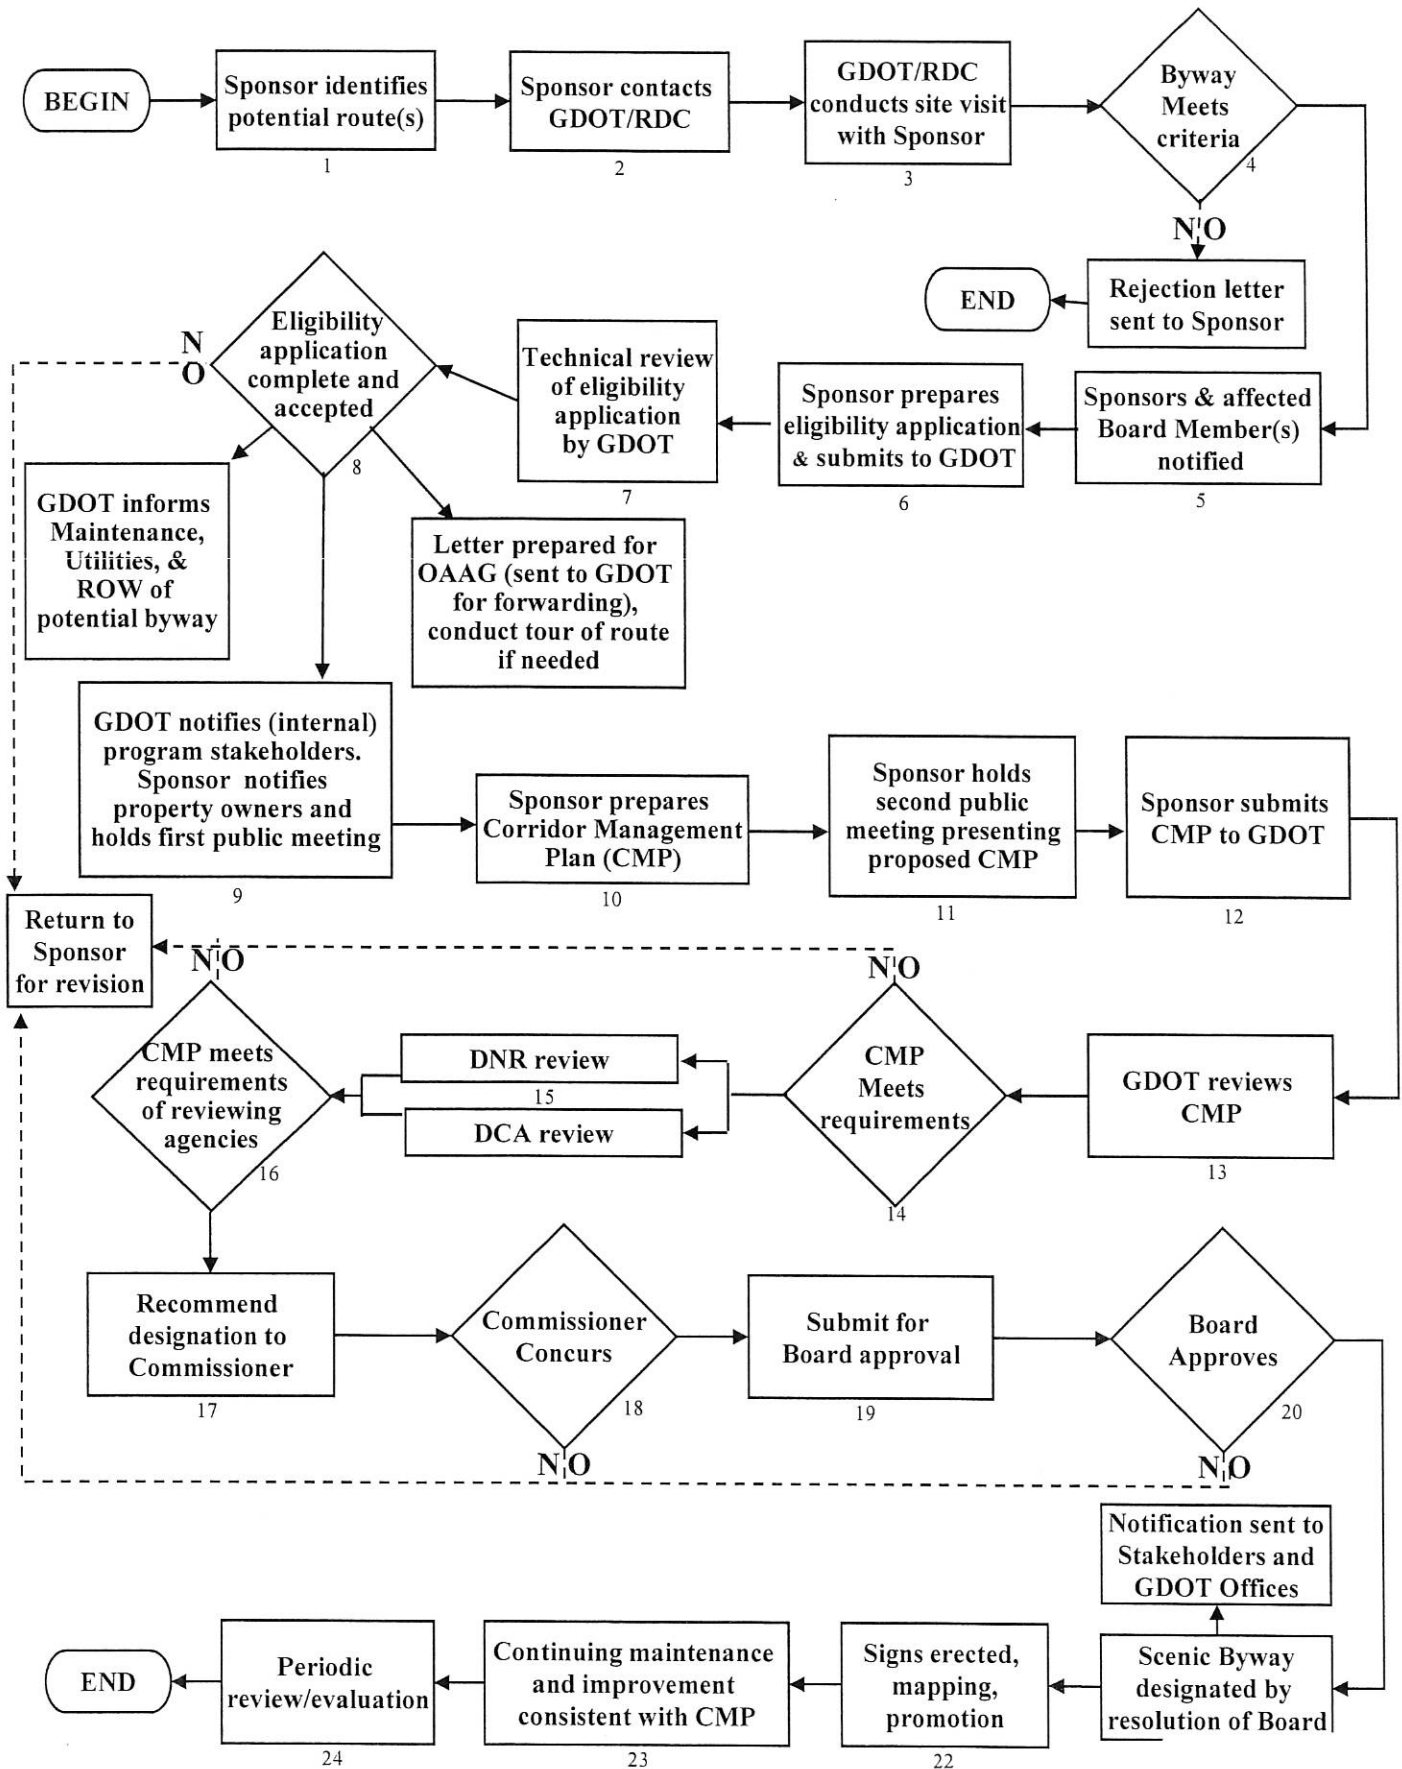 BEGIN
Sponsor identifies
potential route(s)
1
Sponsor contacts
GDOT/RDC
2
GDOT/RDC
conducts site visit
with Sponsor
3
Byway
Meets
criteria
4
NO
Rejection letter
sent to Sponsor
END
Sponsors & affected
Board Member(s)
notified
5
Sponsor prepares
eligibility application
& submits to GDOT
6
Technical review
of eligibility
application
by GDOT
7
Eligibility
application
complete and
accepted
8
N
O
GDOT informs
Maintenance,
Utilities, &
ROW of
potential byway
Letter prepared for
OAAG (sent to GDOT
for forwarding),
conduct tour of route
if needed
GDOT notifies (internal)
program stakeholders.
Sponsor notifies
property owners and
holds first public meeting
9
Sponsor prepares
Corridor Management
Plan (CMP)
10
Sponsor holds
second public
meeting presenting
proposed CMP
11
Sponsor submits
CMP to GDOT
12
Return to
Sponsor
for revision
GDOT reviews
CMP
13
NO
CMP
Meets
requirements
14
DNR review
15
DCA review
NO
CMP meets
requirements
of reviewing
agencies
16
Recommend
designation to
Commissioner
17
Commissioner
Concurs
18
NO
Submit for
Board approval
19
Board
Approves
20
NO
Notification sent to
Stakeholders and
GDOT Offices
Scenic Byway
designated by
resolution of Board
Signs erected,
mapping,
promotion
22
Continuing maintenance
and improvement
consistent with CMP
23
Periodic
review/evaluation
24
END